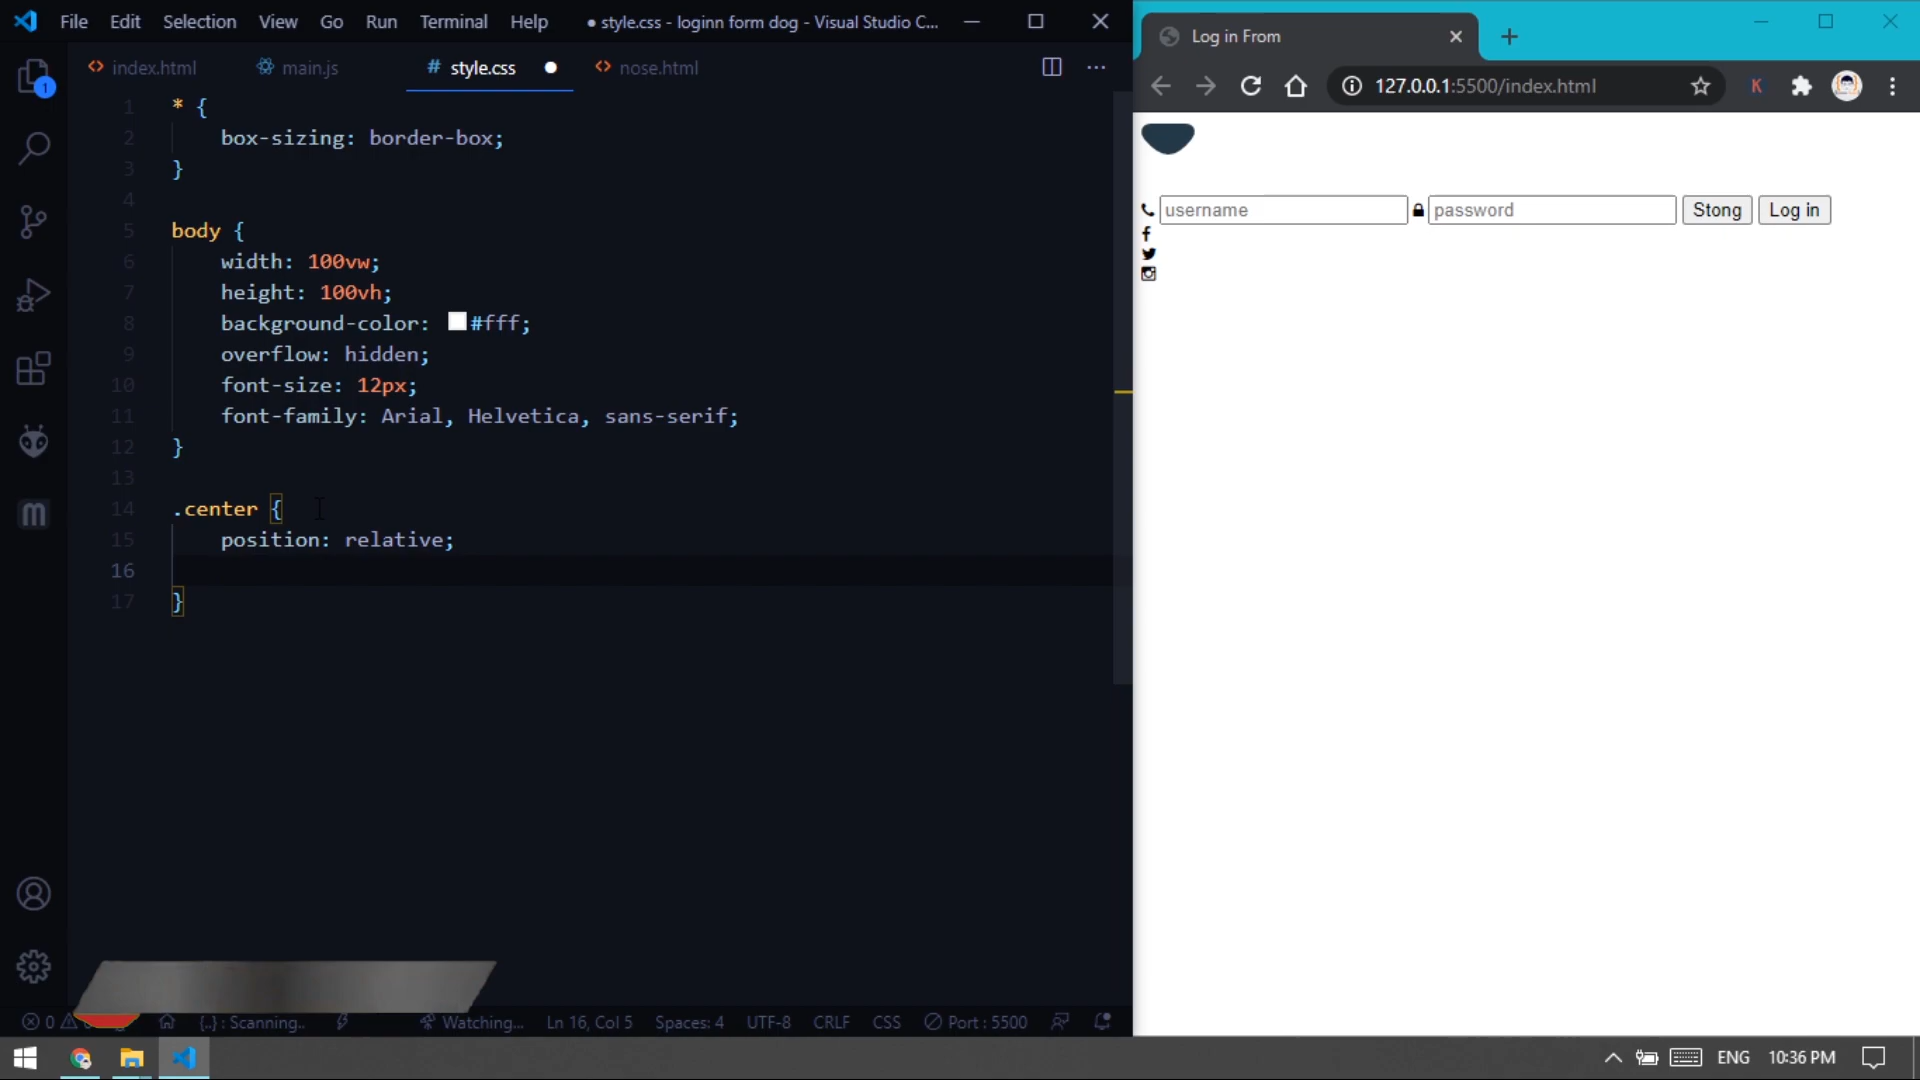 File Edit Selection View Go Run Terminal Help ● style.css - loginn form dog - Visual Studio C...
index.html main.js # style.css nose.html
1 * {
2 box-sizing: border-box;
3 }
4
5 body {
6 width: 100vw;
7 height: 100vh;
8 background-color: #fff;
9 overflow: hidden;
10 font-size: 12px;
11 font-family: Arial, Helvetica, sans-serif;
12 }
13
14 .center {
15 position: relative;
16
17 }
1
m
0 {..} : Scanning.. Watching... Ln 16, Col 5 Spaces: 4 UTF-8 CRLF CSS Port : 5500
Log in From
127.0.0.1:5500/index.html
K
username password Stong Log in
ENG 10:36 PM